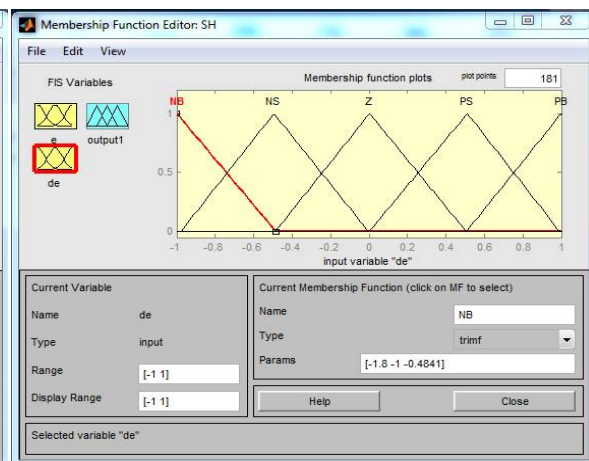 Membership Function Editor: SH
File Edit View
FIS Variables
Membership function plots
plot points:
181
e
output1
de
NB NS Z PS PB
1
0.5
0
-1 -0.8 -0.6 -0.4 -0.2 0 0.2 0.4 0.6 0.8 1
input variable "de"
Current Variable
Name de
Type input
Range [-1 1]
Display Range [-1 1]
Current Membership Function (click on MF to select)
Name NB
Type trimf
Params [-1.8 -1 -0.4841]
Help Close
Selected variable "de"